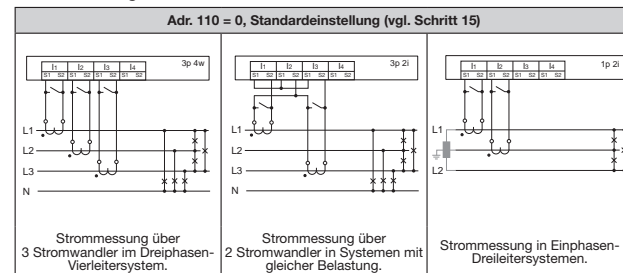 Adr. 110 = 0, Standardeinstellung (vgl. Schritt 15)
I1 I2 I3 I4 3p 4w
S1 S2 S1 S2 S1 S2 S1 S2
L1
L2
L3
N
Strommessung über
3 Stromwandler im Dreiphasen-
Vierleitersystem.
I1 I2 I3 I4 3p 2i
S1 S2 S1 S2 S1 S2 S1 S2
L1
L2
L3
N
Strommessung über
2 Stromwandler in Systemen mit
gleicher Belastung.
I1 I2 I3 I4 1p 2i
S1 S2 S1 S2 S1 S2 S1 S2
L1
L2
Strommessung in Einphasen-
Dreileitersystemen.